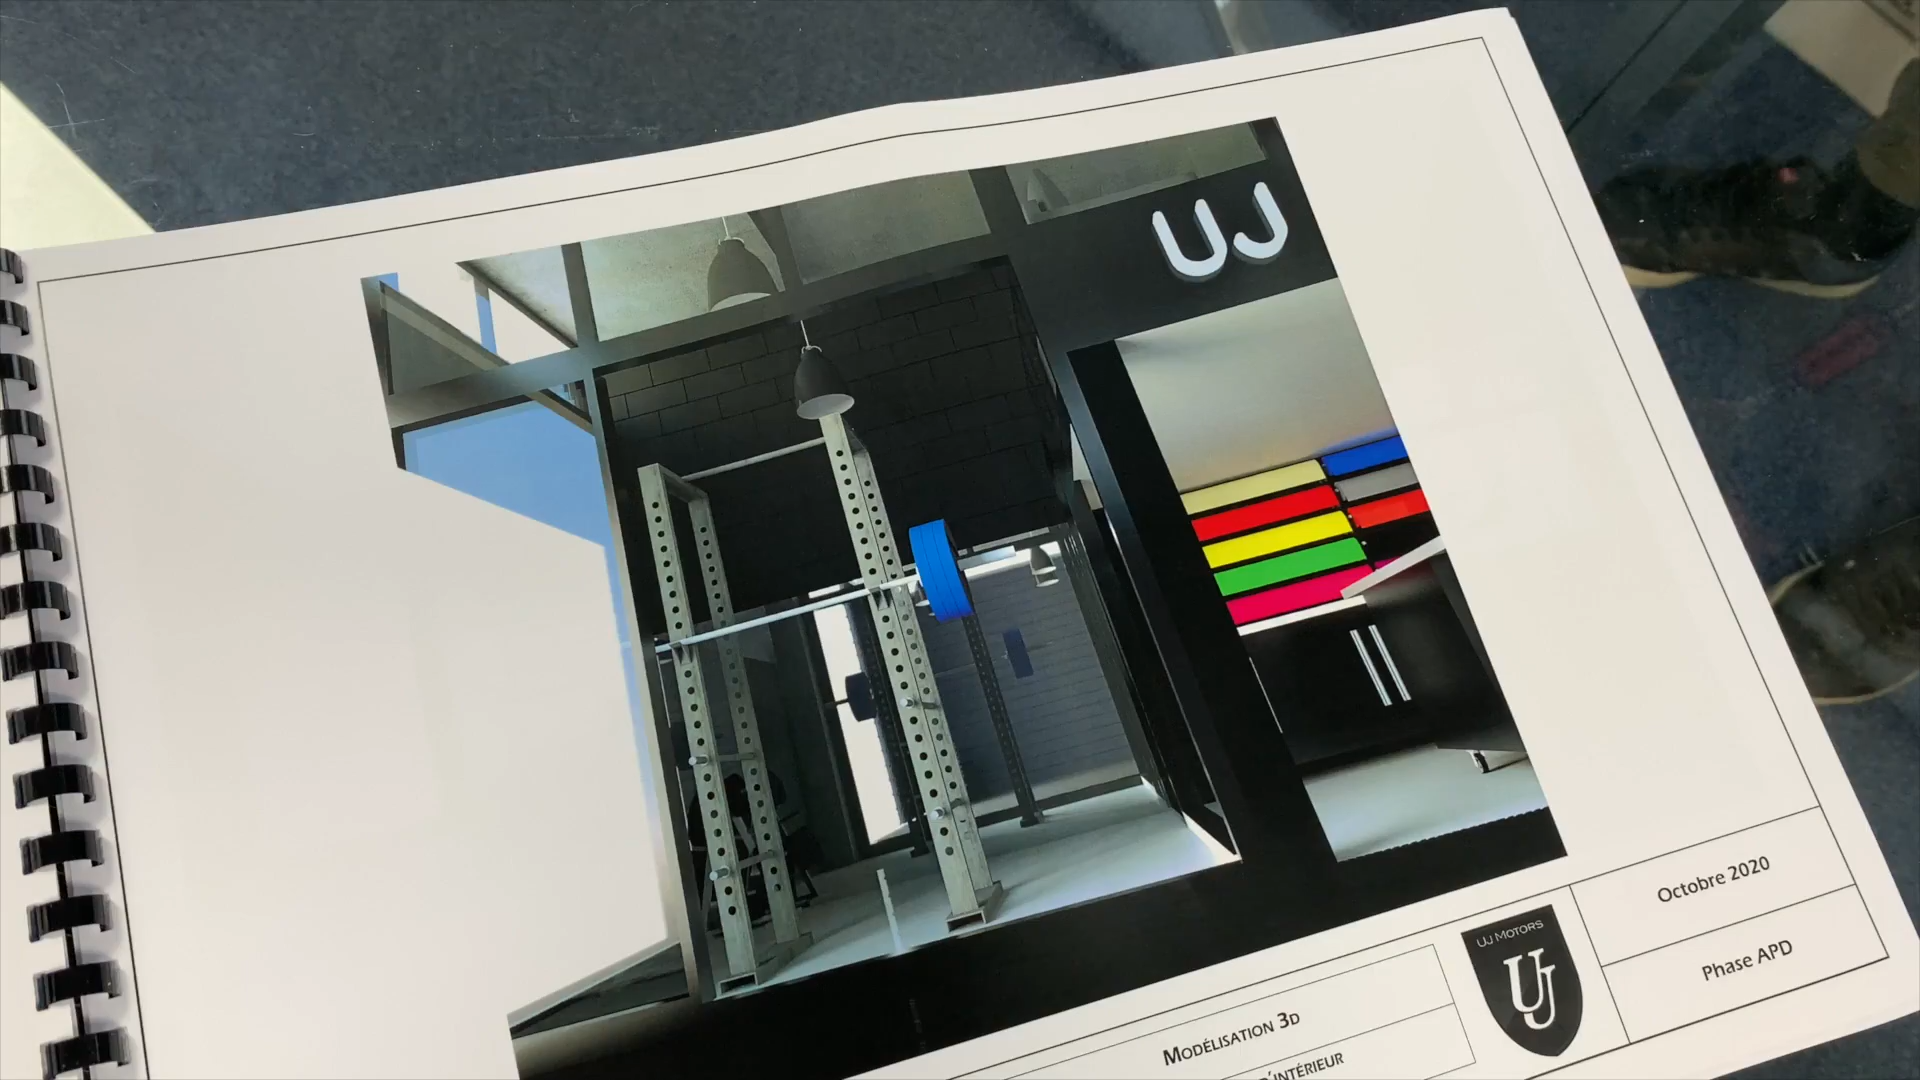 UJ
Octobre 2020
Phase APD
UJ MOTORS
UJ
MODÉLISATION 3D
D'INTÉRIEUR